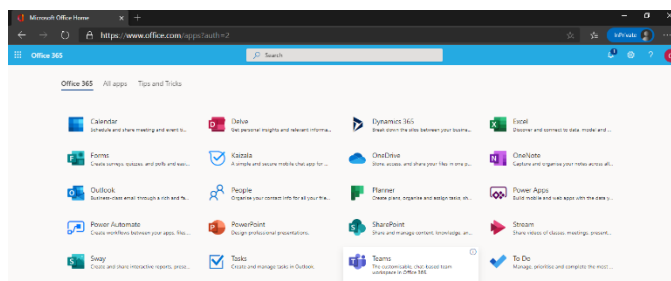 Microsoft Office Home
https://www.office.com/apps?auth=2
InPrivate
Office 365
Search
Office 365 All apps Tips and Tricks
Calendar
Schedule and share meeting and event ti...
Delve
Get personal insights and relevant informa...
Dynamics 365
Break down the silos between your busine...
Excel
Discover and connect to data, model and ...
Forms
Create surveys, quizzes, and polls and easi...
Kaizala
A simple and secure mobile chat app for ...
OneDrive
Store, access, and share your files in one p...
OneNote
Capture and organise your notes across all...
Outlook
Business-class email through a rich and fa...
People
Organise your contact info for all your frie...
Planner
Create plans, organise and assign tasks, sh...
Power Apps
Build mobile and web apps with the data y...
Power Automate
Create workflows between your apps, files, ...
PowerPoint
Design professional presentations.
SharePoint
Share and manage content, knowledge, an...
Stream
Share videos of classes, meetings, present...
Sway
Create and share interactive reports, prese...
Tasks
Create and manage tasks in Outlook.
Teams
The customisable, chat-based team
workspace in Office 365.
To Do
Manage, prioritise and complete the most ...